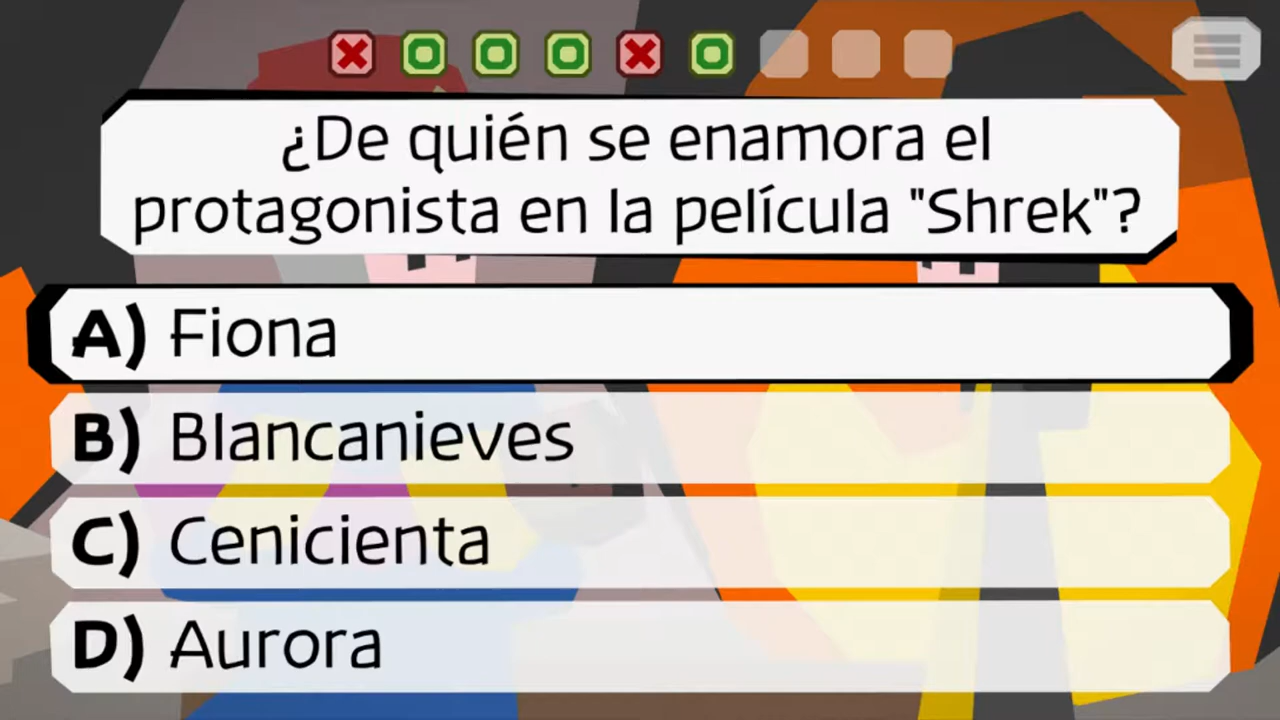 ¿De quién se enamora el
protagonista en la película "Shrek"?
A) Fiona
B) Blancanieves
C) Cenicienta
D) Aurora